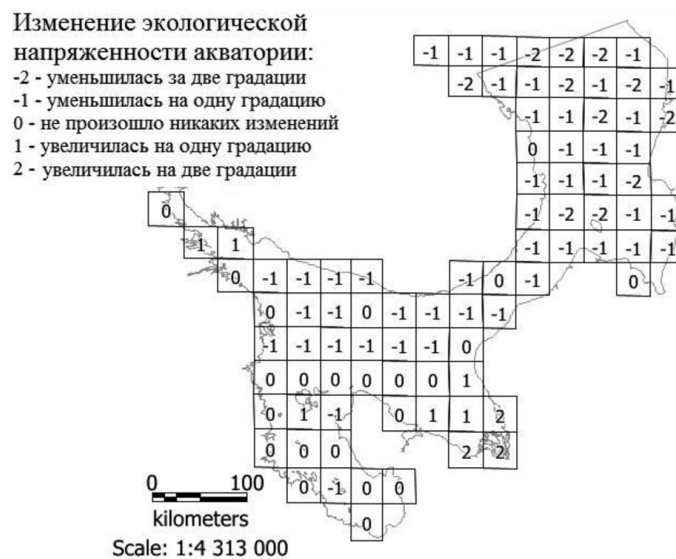 Изменение экологической
напряженности акватории:
-2 - уменьшилась за две градации
-1 - уменьшилась на одну градацию
0 - не произошло никаких изменений
1 - увеличилась на одну градацию
2 - увеличилась на две градации
-1 -1 -1 -2 -2 -2 -1
-2 -1 -1 -2 -1 -2 -1
-1 -1 -2 -1 -2
0 -1 -1 -1
-1 -1 -1 -2
0 -1 -2 -2 -1 -1
1 1 -1 -1 -1 -1 -1
0 -1 -1 -1 -1 -1 0 -1 0
0 -1 -1 0 -1 -1 -1 -1
-1 -1 -1 -1 -1 -1 0
0 0 0 0 0 0 1
0 1 -1 0 1 1 2
0 0 0 2 2
0 -1 0 0
0
0 100
kilometers
Scale: 1:4 313 000